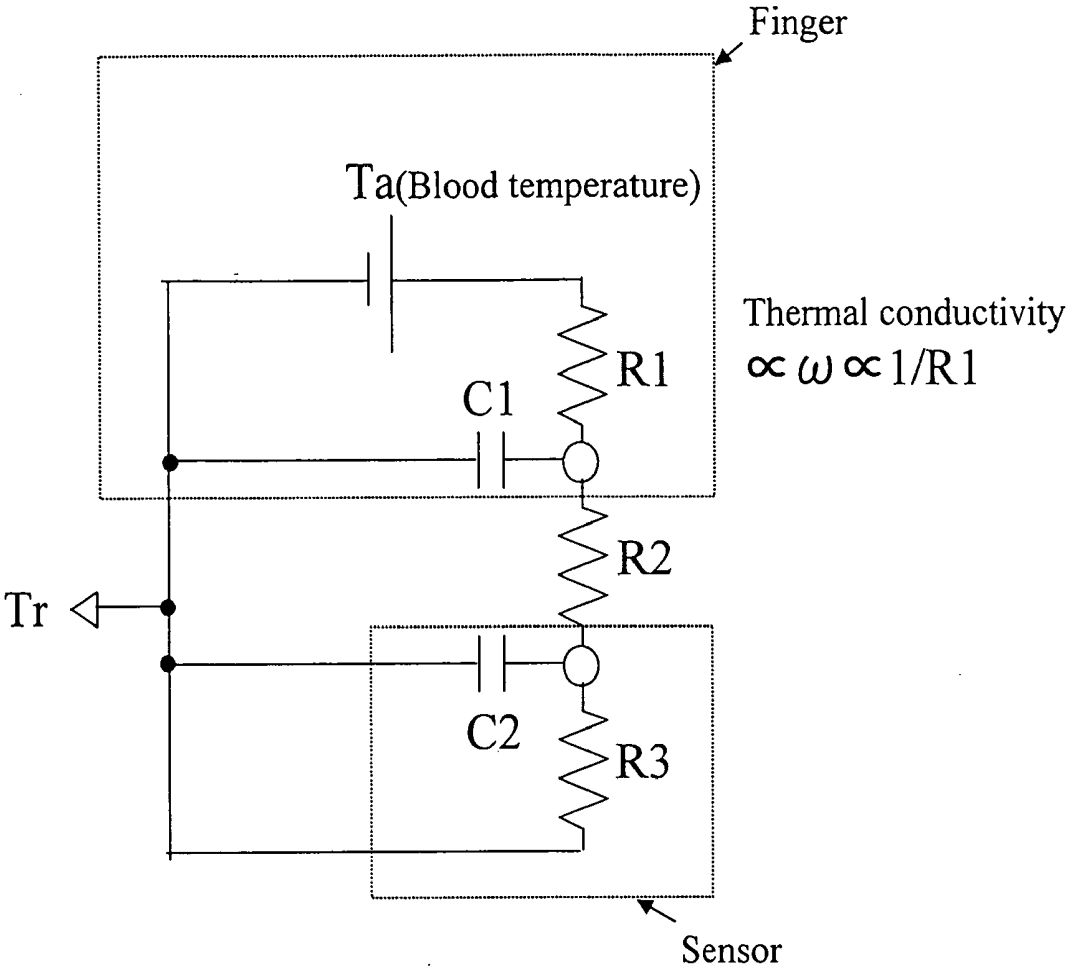 Finger
Ta(Blood temperature)
Thermal conductivity
∝ ω ∝ 1/R1
R1
C1
R2
Tr
C2
R3
Sensor